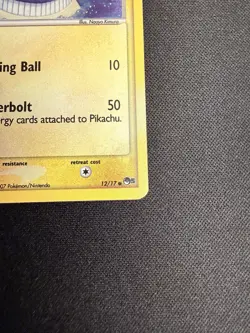 Illus. Naoyo Kimura
ing Ball 10
erbolt 50
ergy cards attached to Pikachu.
resistance retreat cost
07 Pokémon/Nintendo 12/17